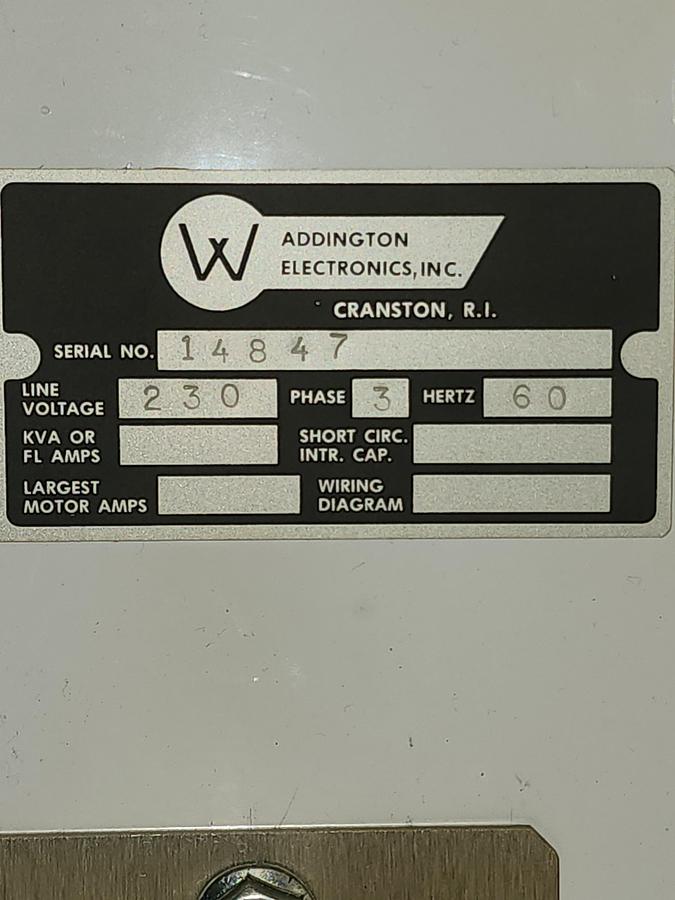 W ADDINGTON
ELECTRONICS, INC.
CRANSTON, R.I.
SERIAL NO. 14847
LINE VOLTAGE 230 PHASE 3 HERTZ 60
KVA OR FL AMPS SHORT CIRC. INTR. CAP.
LARGEST MOTOR AMPS WIRING DIAGRAM